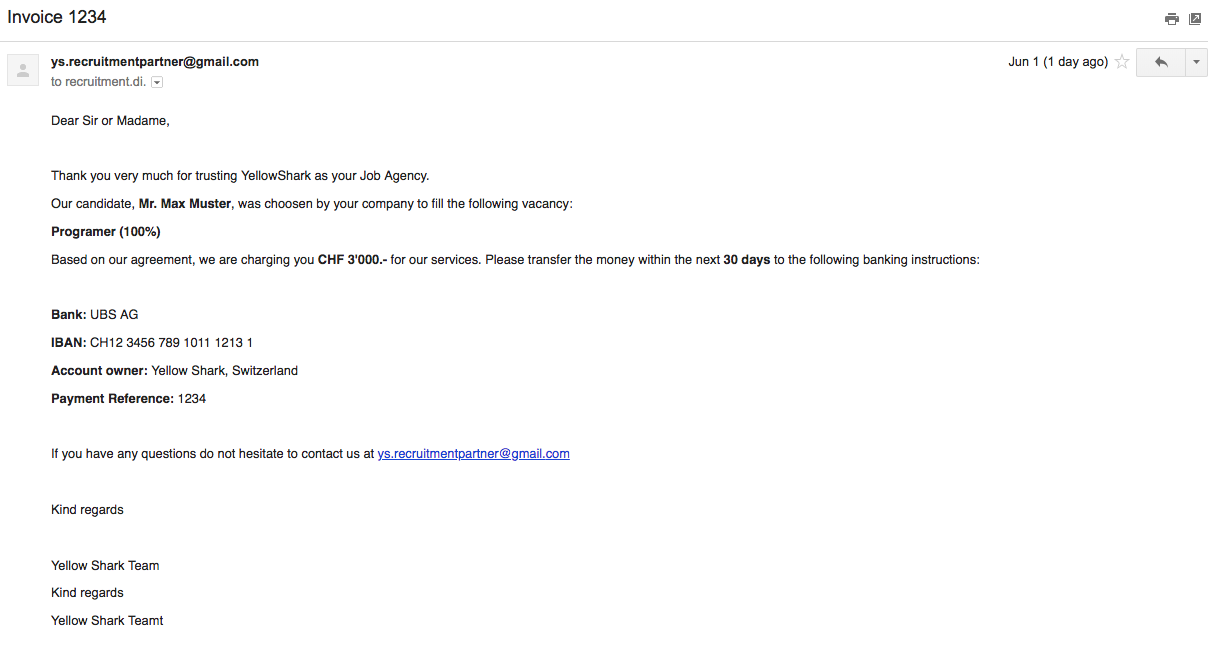 Invoice 1234
ys.recruitmentpartner@gmail.com
Jun 1 (1 day ago)
to recruitment.di.
Dear Sir or Madame,
Thank you very much for trusting YellowShark as your Job Agency.
Our candidate, Mr. Max Muster, was choosen by your company to fill the following vacancy:
Programer (100%)
Based on our agreement, we are charging you CHF 3'000.- for our services. Please transfer the money within the next 30 days to the following banking instructions:
Bank: UBS AG
IBAN: CH12 3456 789 1011 1213 1
Account owner: Yellow Shark, Switzerland
Payment Reference: 1234
If you have any questions do not hesitate to contact us at ys.recruitmentpartner@gmail.com
Kind regards
Yellow Shark Team
Kind regards
Yellow Shark Teamt